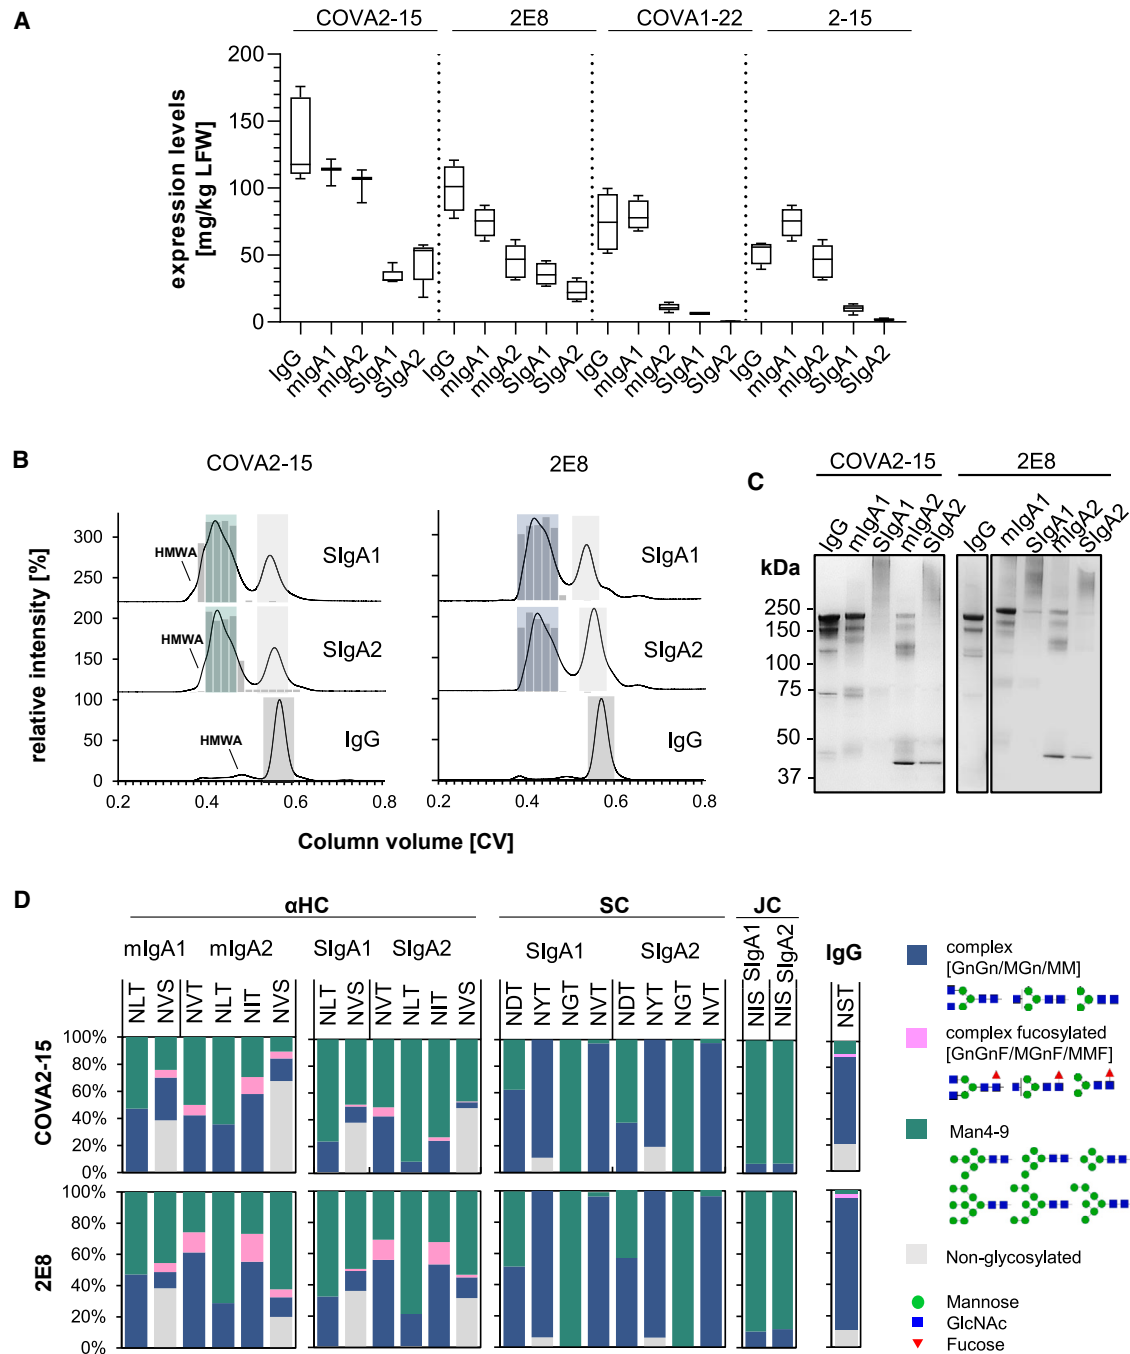 A
COVA2-15 2E8 COVA1-22 2-15
expression levels
[mg/kg LFW]
200
150
100
50
0
IgG mIgA1 mIgA2 SIgA1 SIgA2 IgG mIgA1 mIgA2 SIgA1 SIgA2 IgG mIgA1 mIgA2 SIgA1 SIgA2 IgG mIgA1 mIgA2 SIgA1 SIgA2
B
COVA2-15 2E8
relative intensity [%]
300
250
200
150
100
50
0
HMWA SIgA1 SIgA1
HMWA SIgA2 SIgA2
HMWA IgG IgG
0.2 0.4 0.6 0.8 0.2 0.4 0.6 0.8
Column volume [CV]
C
COVA2-15 2E8
IgG mIgA1 SIgA1 mIgA2 SIgA2 IgG mIgA1 SIgA1 mIgA2 SIgA2
kDa
250
150
100
75
50
37
D
αHC SC JC
mIgA1 mIgA2 SIgA1 SIgA2 SIgA1 SIgA2 SIgA1 SIgA2 IgG
NLT NVS NVT NLT NIT NVS NLT NVS NVT NLT NIT NVS NDT NYT NGT NVT NDT NYT NGT NVT NIS NIS NST
COVA2-15
100%
80%
60%
40%
20%
0%
2E8
100%
80%
60%
40%
20%
0%
complex
[GnGn/MGn/MM]
complex fucosylated
[GnGnF/MGnF/MMF]
Man4-9
Non-glycosylated
Mannose
GlcNAc
Fucose